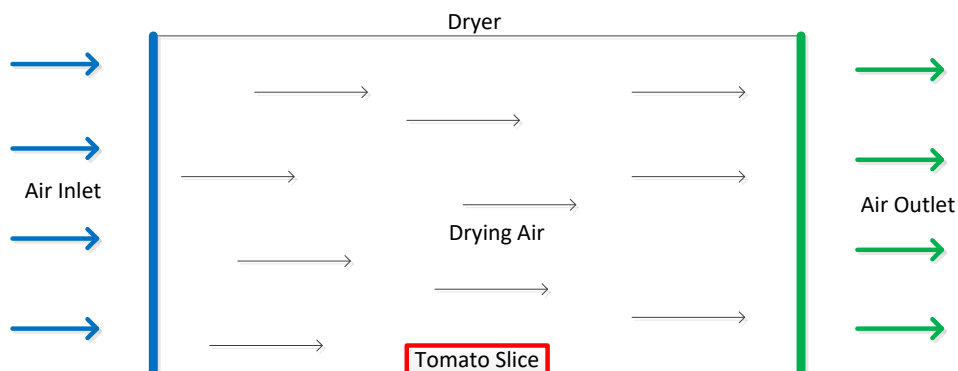 Dryer
Air Inlet
Air Outlet
Drying Air
Tomato Slice